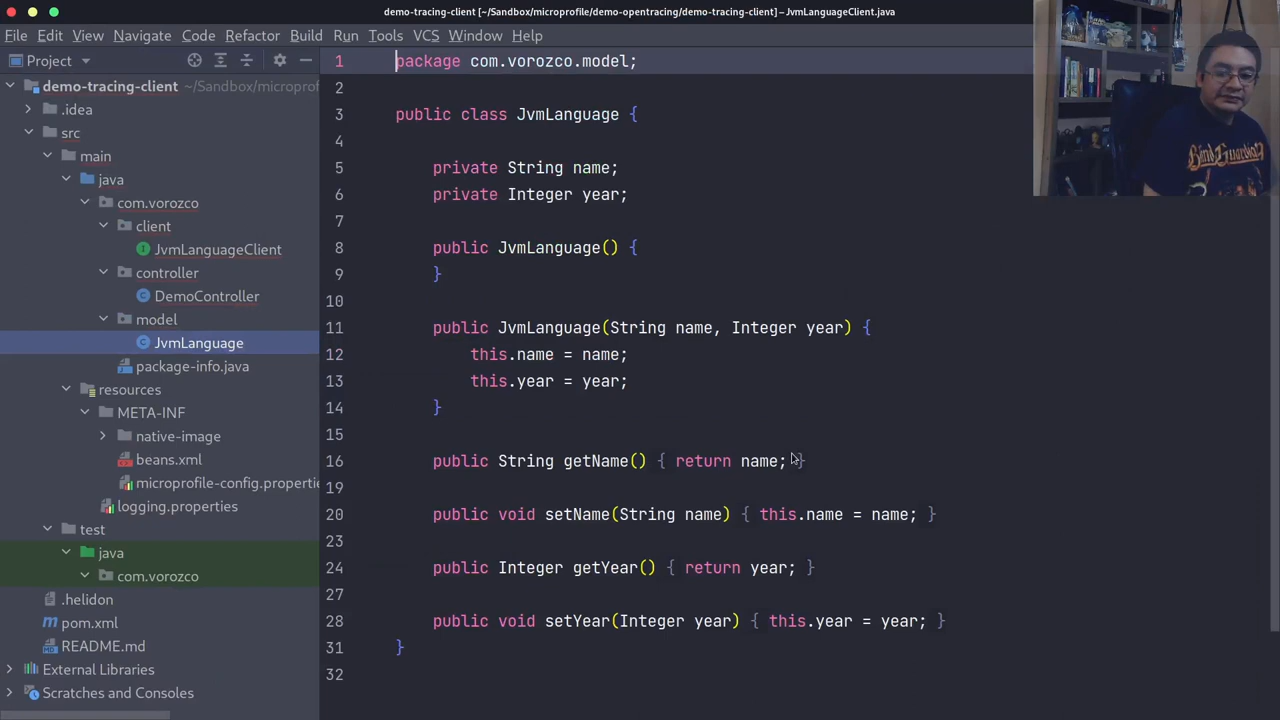 demo-tracing-client [~/Sandbox/microprofile/demo-opentracing/demo-tracing-client] – JvmLanguageClient.java
File Edit View Navigate Code Refactor Build Run Tools VCS Window Help
Project
demo-tracing-client ~/Sandbox/microprof
.idea
src
main
java
com.vorozco
client
JvmLanguageClient
controller
DemoController
model
JvmLanguage
package-info.java
resources
META-INF
native-image
beans.xml
microprofile-config.propertie
logging.properties
test
java
com.vorozco
.helidon
pom.xml
README.md
External Libraries
Scratches and Consoles
1 package com.vorozco.model;
2
3 public class JvmLanguage {
4
5 private String name;
6 private Integer year;
7
8 public JvmLanguage() {
9 }
10
11 public JvmLanguage(String name, Integer year) {
12 this.name = name;
13 this.year = year;
14 }
15
16 public String getName() { return name; }
19
20 public void setName(String name) { this.name = name; }
23
24 public Integer getYear() { return year; }
27
28 public void setYear(Integer year) { this.year = year; }
31 }
32
Blind Guardian